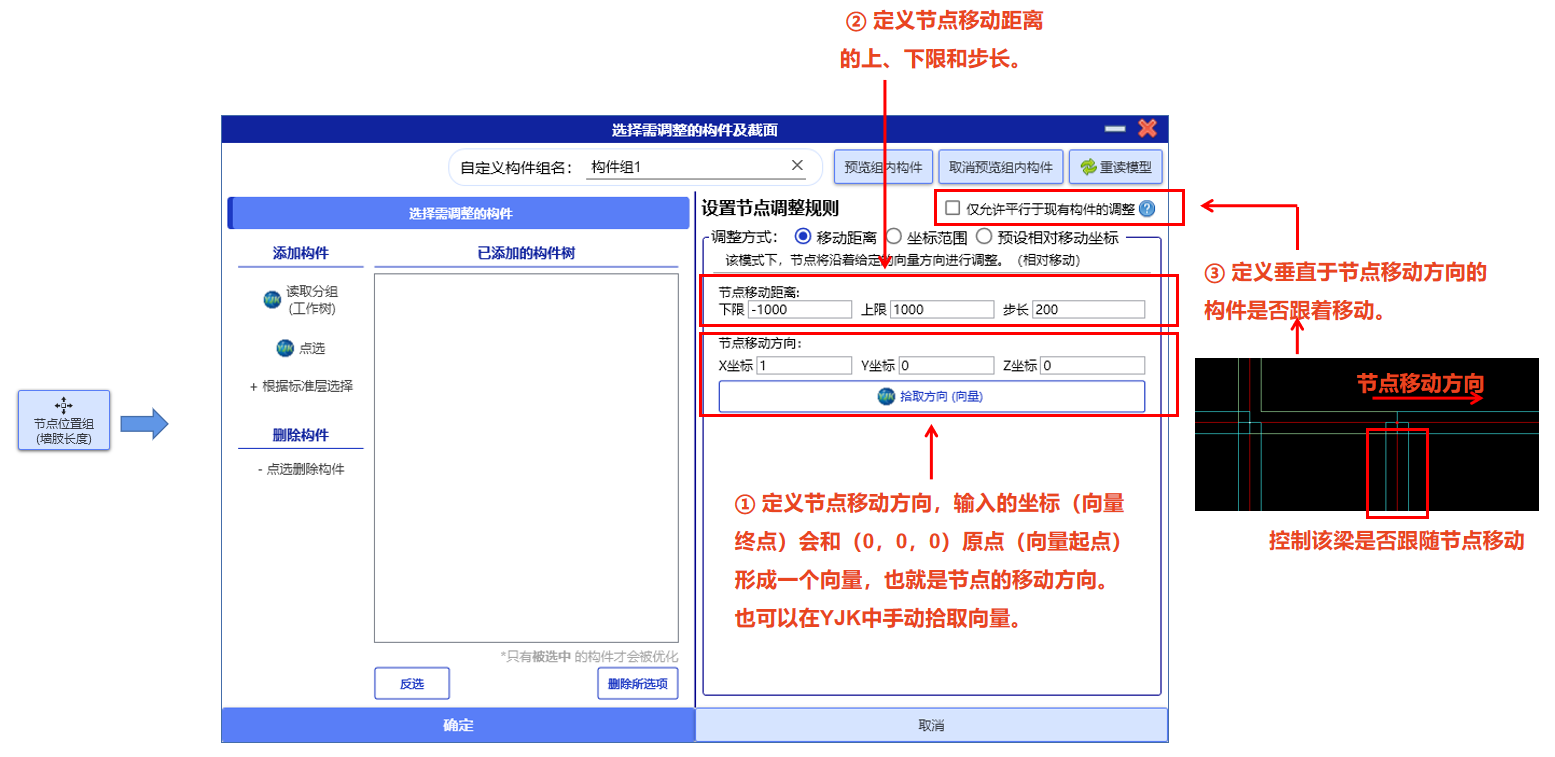 ② 定义节点移动距离
的上、下限和步长。
选择需调整的构件及截面
自定义构件组名： 构件组1
预览组内构件 取消预览组内构件 重读模型
选择需调整的构件
设置节点调整规则 仅允许平行于现有构件的调整 ?
添加构件 已添加的构件树
调整方式： 移动距离 坐标范围 预设相对移动坐标
该模式下，节点将沿着给定的向量方向进行调整。（相对移动）
读取分组
(工作树)
点选
+ 根据标准层选择
删除构件
- 点选删除构件
节点移动距离:
下限 -1000 上限 1000 步长 200
节点移动方向:
X坐标 1 Y坐标 0 Z坐标 0
拾取方向 (向量)
③ 定义垂直于节点移动方向的
构件是否跟着移动。
节点移动方向
控制该梁是否跟随节点移动
节点位置组
(墙肢长度)
① 定义节点移动方向，输入的坐标（向量
终点）会和（0，0，0）原点（向量起点）
形成一个向量，也就是节点的移动方向。
也可以在YJK中手动拾取向量。
*只有被选中 的构件才会被优化
反选 删除所选项
确定 取消